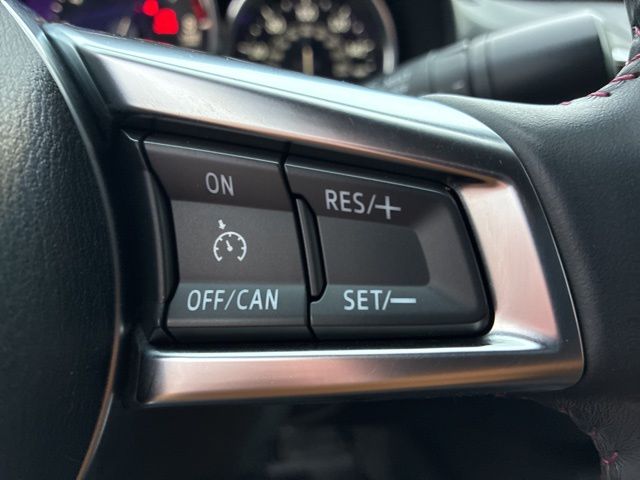 ON
OFF/CAN
RES/+
SET/−